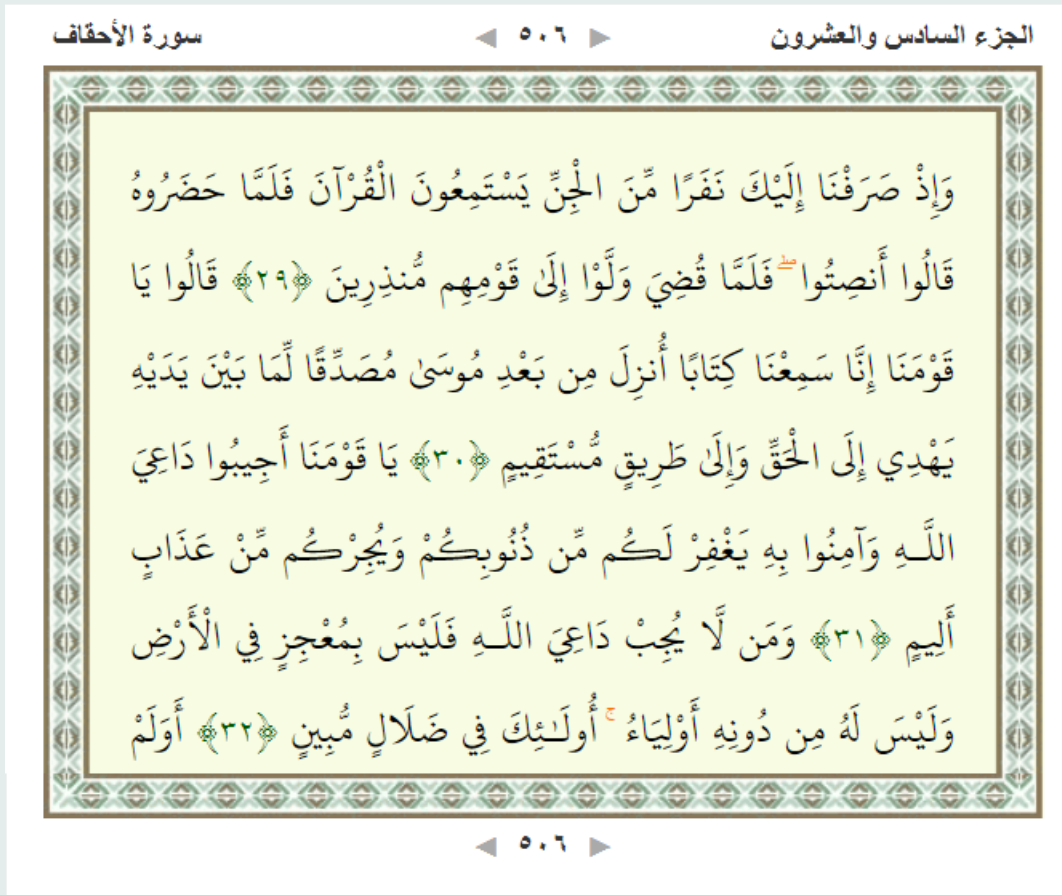 الجزء السادس والعشرون ٥٠٦ سورة الأحقاف
وَإِذْ صَرَفْنَا إِلَيْكَ نَفَرًا مِّنَ الْجِنِّ يَسْتَمِعُونَ الْقُرْآنَ فَلَمَّا حَضَرُوهُ
قَالُوا أَنصِتُوا ۖ فَلَمَّا قُضِيَ وَلَّوْا إِلَىٰ قَوْمِهِم مُّنذِرِينَ ﴿٢٩﴾ قَالُوا يَا
قَوْمَنَا إِنَّا سَمِعْنَا كِتَابًا أُنزِلَ مِن بَعْدِ مُوسَىٰ مُصَدِّقًا لِّمَا بَيْنَ يَدَيْهِ
يَهْدِي إِلَى الْحَقِّ وَإِلَىٰ طَرِيقٍ مُّسْتَقِيمٍ ﴿٣٠﴾ يَا قَوْمَنَا أَجِيبُوا دَاعِيَ
اللَّـهِ وَآمِنُوا بِهِ يَغْفِرْ لَكُم مِّن ذُنُوبِكُمْ وَيُجِرْكُم مِّنْ عَذَابٍ
أَلِيمٍ ﴿٣١﴾ وَمَن لَّا يُجِبْ دَاعِيَ اللَّـهِ فَلَيْسَ بِمُعْجِزٍ فِي الْأَرْضِ
وَلَيْسَ لَهُ مِن دُونِهِ أَوْلِيَاءُ ۚ أُولَـٰئِكَ فِي ضَلَالٍ مُّبِينٍ ﴿٣٢﴾ أَوَلَمْ
٥٠٦